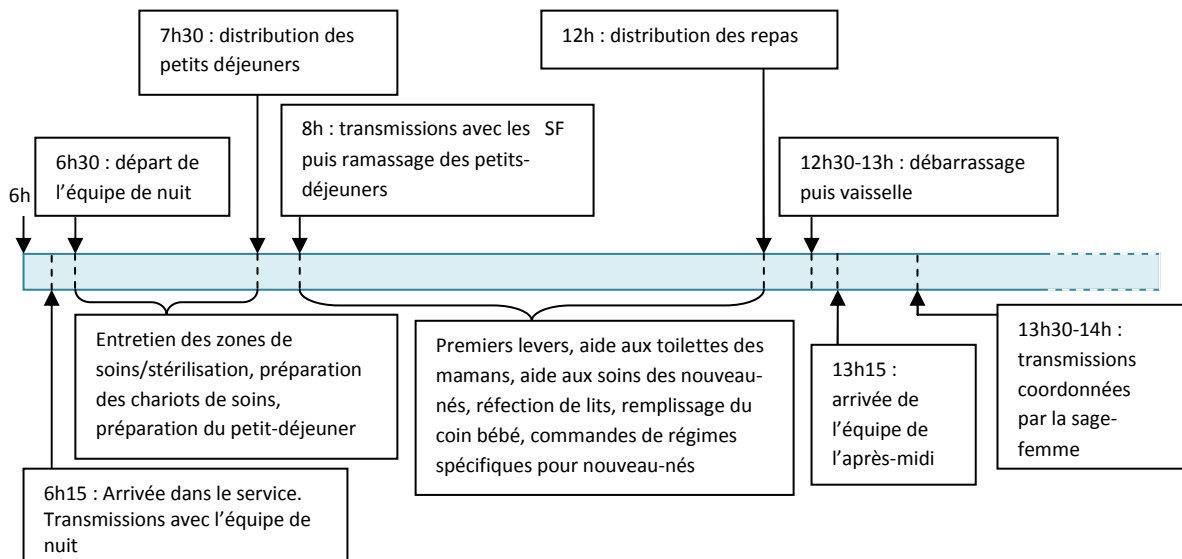 7h30 : distribution des
petits déjeuners
12h : distribution des repas
8h : transmissions avec les SF
puis ramassage des petits-
déjeuners
6h30 : départ de
l’équipe de nuit
12h30-13h : débarrassage
puis vaisselle
6h
Entretien des zones de
soins/stérilisation, préparation
des chariots de soins,
préparation du petit-déjeuner
Premiers levers, aide aux toilettes des
mamans, aide aux soins des nouveau-
nés, réfection de lits, remplissage du
coin bébé, commandes de régimes
spécifiques pour nouveau-nés
13h15 :
arrivée de
l’équipe de
l’après-midi
13h30-14h :
transmissions
coordonnées
par la sage-
femme
6h15 : Arrivée dans le service.
Transmissions avec l’équipe de
nuit